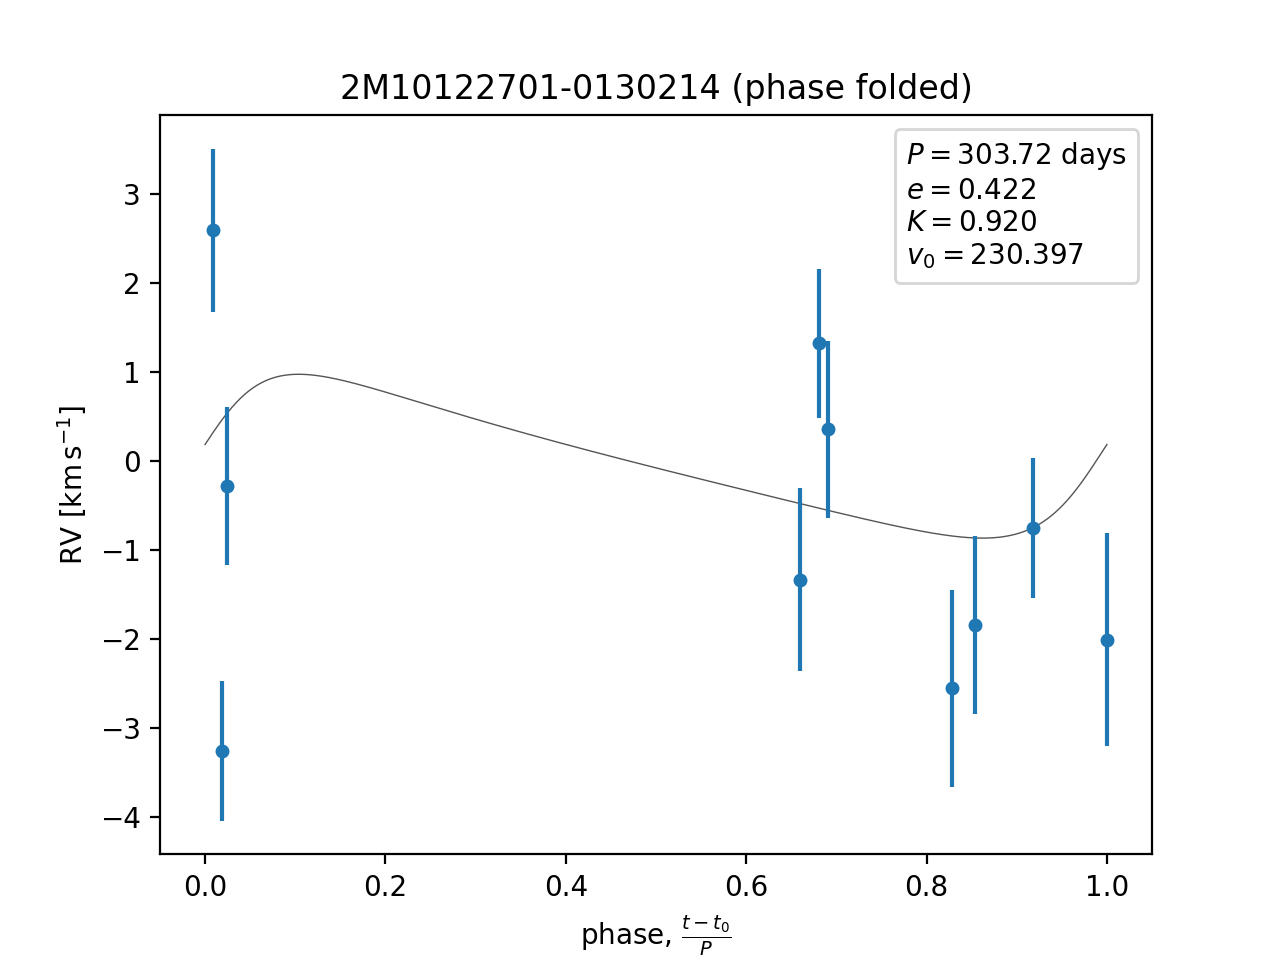 2M10122701-0130214 (phase folded)
P = 303.72 days
e = 0.422
K = 0.920
v₀ = 230.397
RV [km s⁻¹]
3
2
1
0
−1
−2
−3
−4
0.0 0.2 0.4 0.6 0.8 1.0
phase, (t − t₀)/P